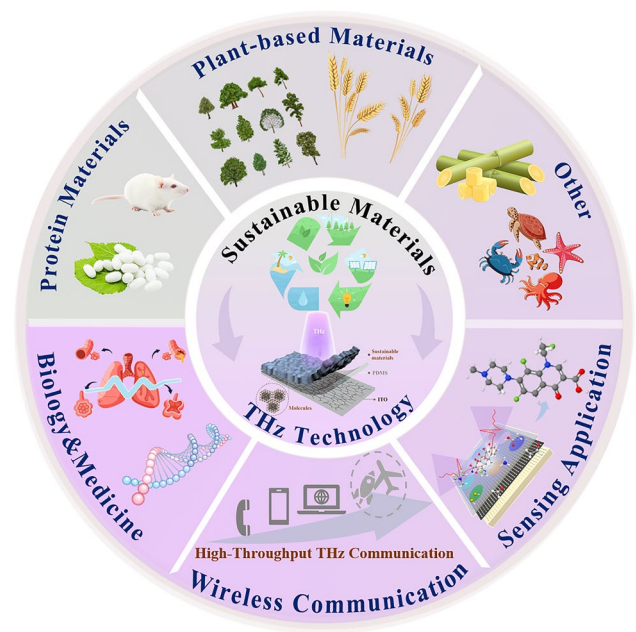 Plant-based Materials
Protein Materials
Other
Sustainable Materials
THz
Sustainable
materials
PDMS
ITO
Molecules
THz Technology
Biology&Medicine
Sensing Application
High-Throughput THz Communication
Wireless Communication